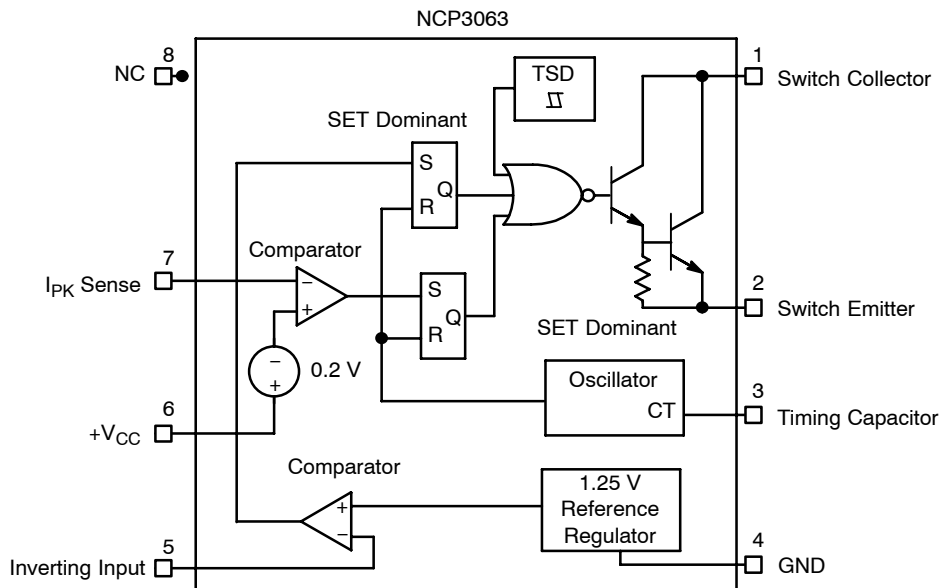 NCP3063
8
NC
TSD
1
Switch Collector
SET Dominant
S
Q
R
Comparator
7
IPK Sense
−
+
S
Q
R
2
Switch Emitter
SET Dominant
−
+
0.2 V
Oscillator
CT
3
Timing Capacitor
6
+VCC
Comparator
+
−
1.25 V
Reference
Regulator
5
Inverting Input
4
GND